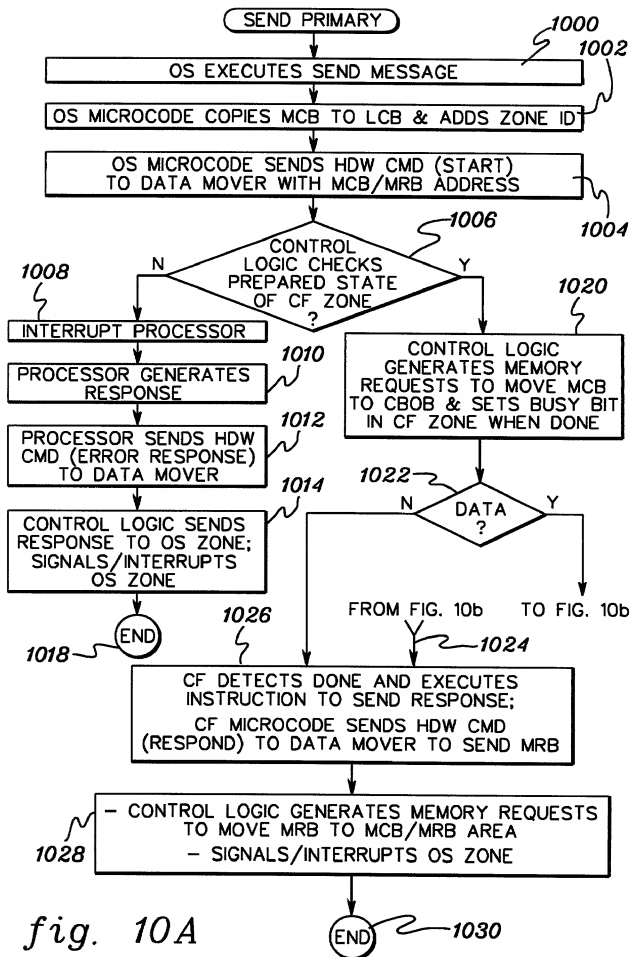 SEND PRIMARY
1000
1002
OS EXECUTES SEND MESSAGE
OS MICROCODE COPIES MCB TO LCB & ADDS ZONE ID
OS MICROCODE SENDS HDW CMD (START)
TO DATA MOVER WITH MCB/MRB ADDRESS
1004
1006
CONTROL
LOGIC CHECKS
PREPARED STATE
OF CF ZONE
?
N
Y
1008
INTERRUPT PROCESSOR
1010
PROCESSOR GENERATES
RESPONSE
1012
PROCESSOR SENDS HDW
CMD (ERROR RESPONSE)
TO DATA MOVER
1014
CONTROL LOGIC SENDS
RESPONSE TO OS ZONE;
SIGNALS/INTERRUPTS
OS ZONE
END
1018
1020
CONTROL LOGIC
GENERATES MEMORY
REQUESTS TO MOVE MCB
TO CBOB & SETS BUSY BIT
IN CF ZONE WHEN DONE
1022
N
DATA
?
Y
FROM FIG. 10b
TO FIG. 10b
1024
1026
CF DETECTS DONE AND EXECUTES
INSTRUCTION TO SEND RESPONSE;
CF MICROCODE SENDS HDW CMD
(RESPOND) TO DATA MOVER TO SEND MRB
1028
– CONTROL LOGIC GENERATES MEMORY REQUESTS
TO MOVE MRB TO MCB/MRB AREA
– SIGNALS/INTERRUPTS OS ZONE
END
1030
fig. 10A